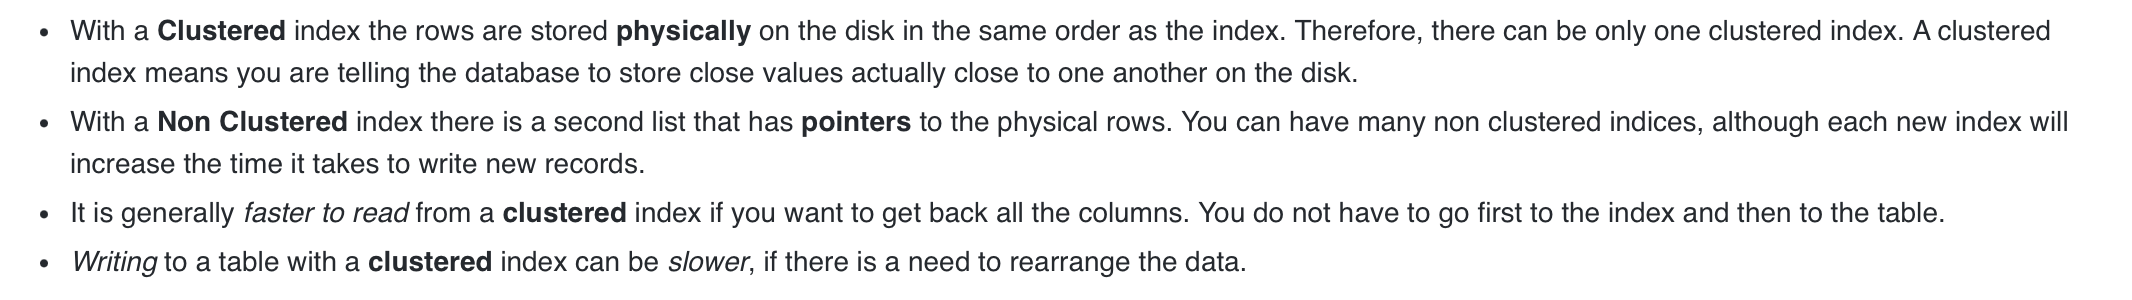 • With a Clustered index the rows are stored physically on the disk in the same order as the index. Therefore, there can be only one clustered index. A clustered
index means you are telling the database to store close values actually close to one another on the disk.
• With a Non Clustered index there is a second list that has pointers to the physical rows. You can have many non clustered indices, although each new index will
increase the time it takes to write new records.
• It is generally faster to read from a clustered index if you want to get back all the columns. You do not have to go first to the index and then to the table.
• Writing to a table with a clustered index can be slower, if there is a need to rearrange the data.